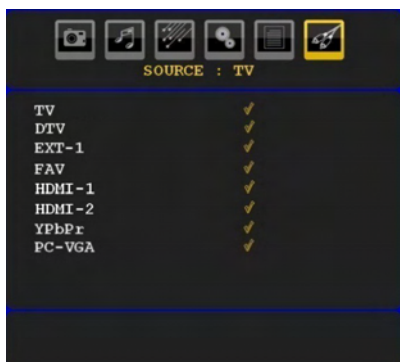 SOURCE : TV
TV
DTV
EXT-1
FAV
HDMI-1
HDMI-2
YPbPr
PC-VGA